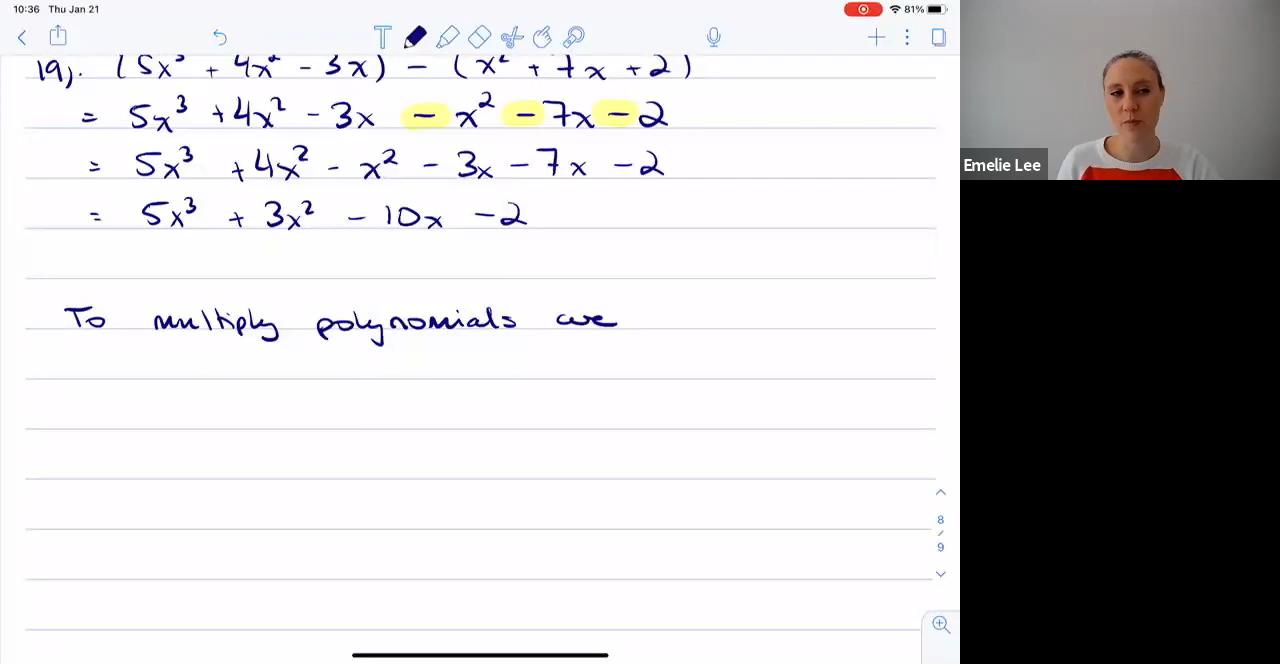 10:36 Thu Jan 21
81%
19). (5x³ + 4x² - 3x) - (x² + 7x + 2)
= 5x³ + 4x² - 3x - x² - 7x - 2
= 5x³ + 4x² - x² - 3x - 7x - 2
= 5x³ + 3x² - 10x - 2
To multiply polynomials we
Emelie Lee
8
/
9